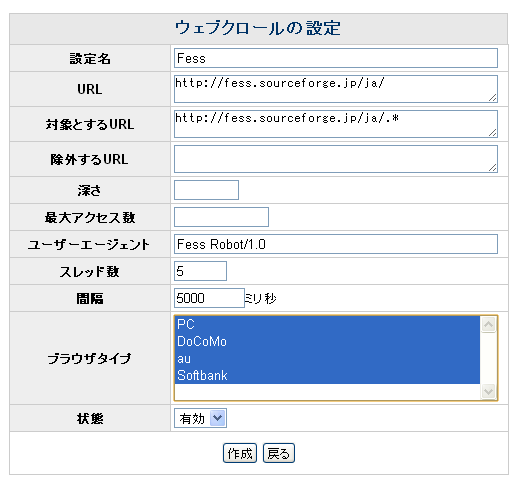 ウェブクロールの設定
設定名 Fess
URL http://fess.sourceforge.jp/ja/
対象とするURL http://fess.sourceforge.jp/ja/.*
除外するURL
深さ
最大アクセス数
ユーザーエージェント Fess Robot/1.0
スレッド数 5
間隔 5000 ミリ秒
ブラウザタイプ
PC
DoCoMo
au
Softbank
状態 有効
作成 戻る